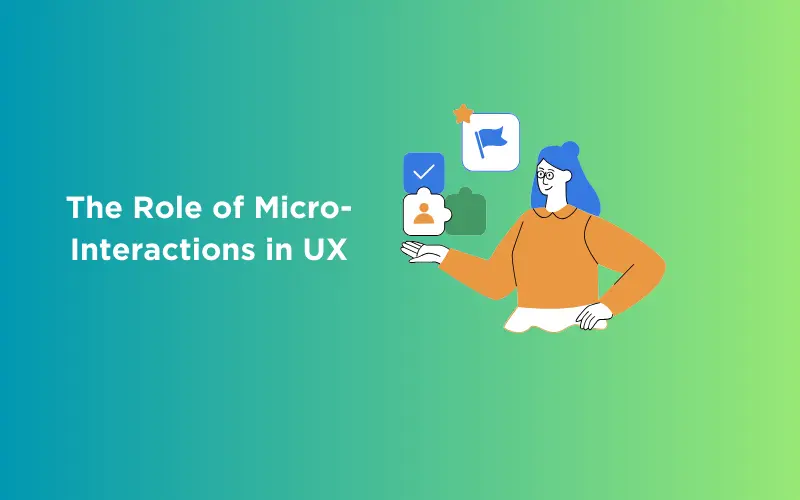 The Role of Micro-
Interactions in UX